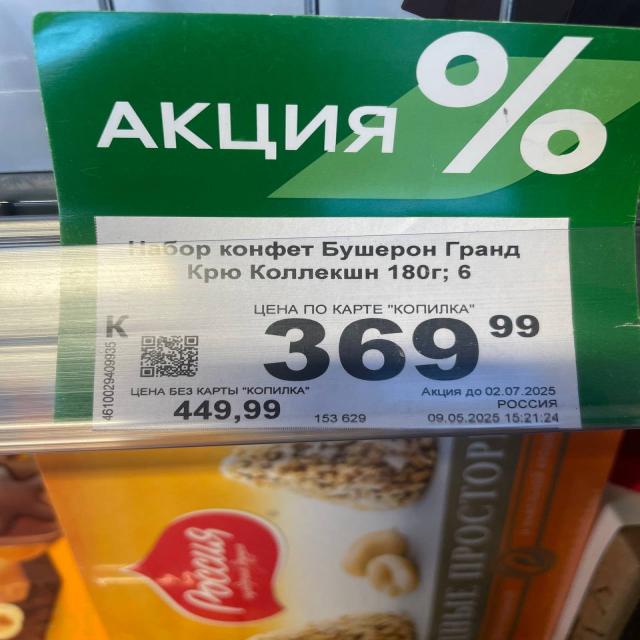 АКЦИЯ %
Набор конфет Бушерон Гранд
Крю Коллекшн 180г; 6
ЦЕНА ПО КАРТЕ "КОПИЛКА"
К
369 99
4610029409935
ЦЕНА БЕЗ КАРТЫ "КОПИЛКА"
449,99
153 629
Акция до 02.07.2025
РОССИЯ
09.05.2025 15:21:24
Россия